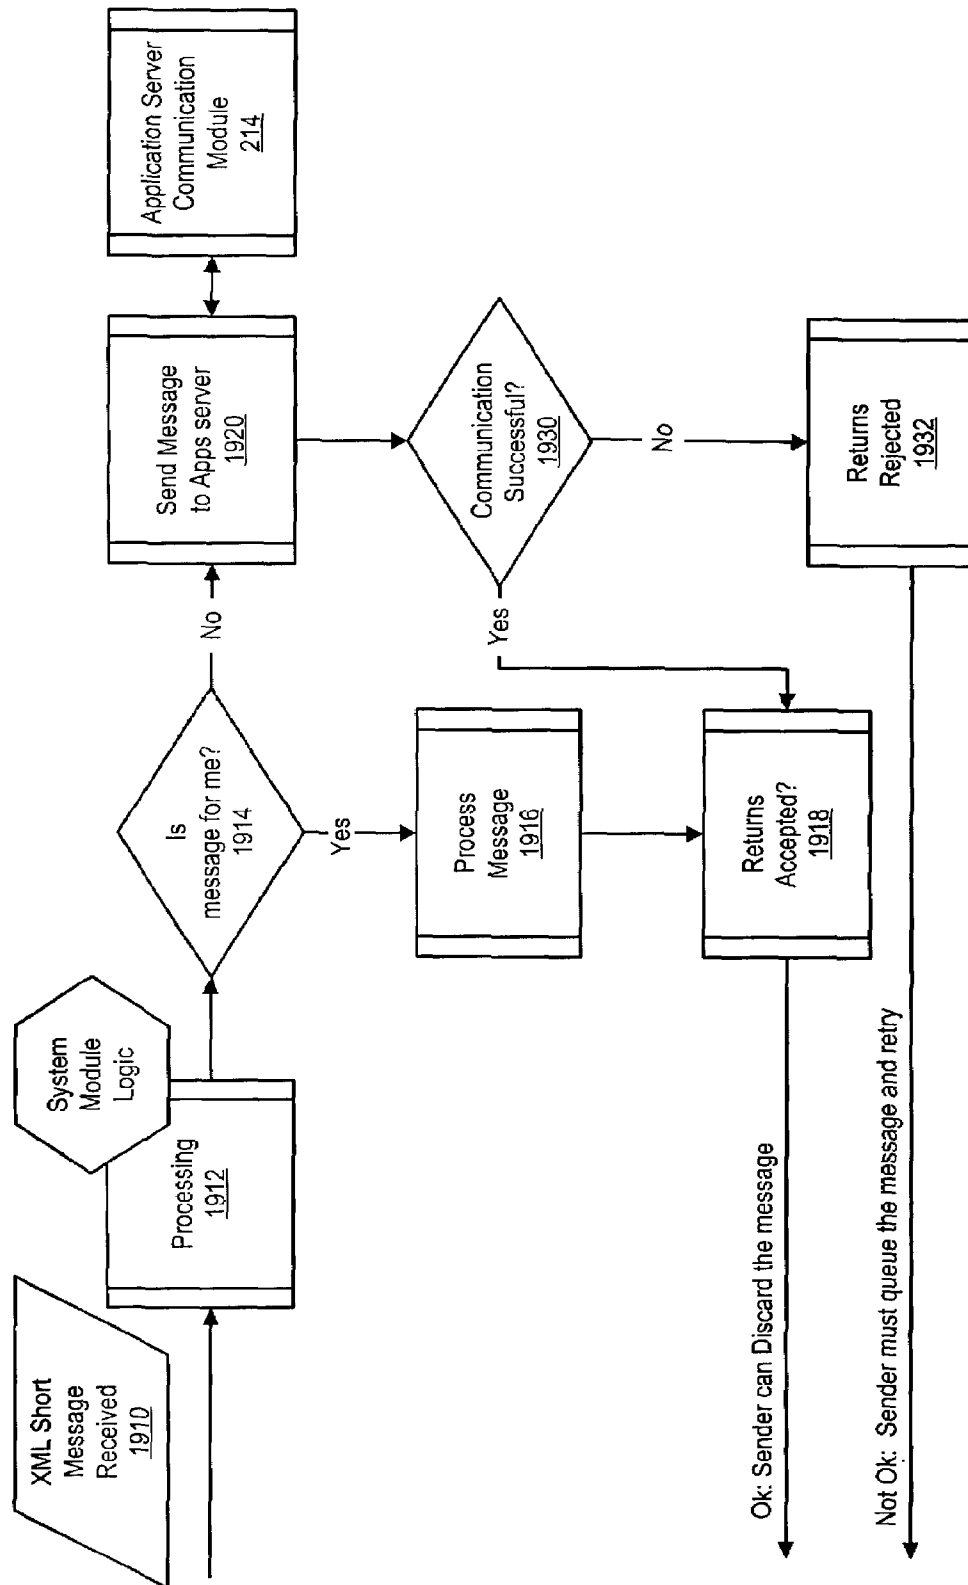 XML Short
Message
Received
1910
System
Module
Logic
Processing
1912
Is
message for me?
1914
No
Yes
Send Message
to Apps server
1920
Application Server
Communication
Module
214
Process
Message
1916
Communication
Successful?
1930
Yes
No
Returns
Accepted?
1918
Returns
Rejected
1932
Ok: Sender can Discard the message
Not Ok: Sender must queue the message and retry